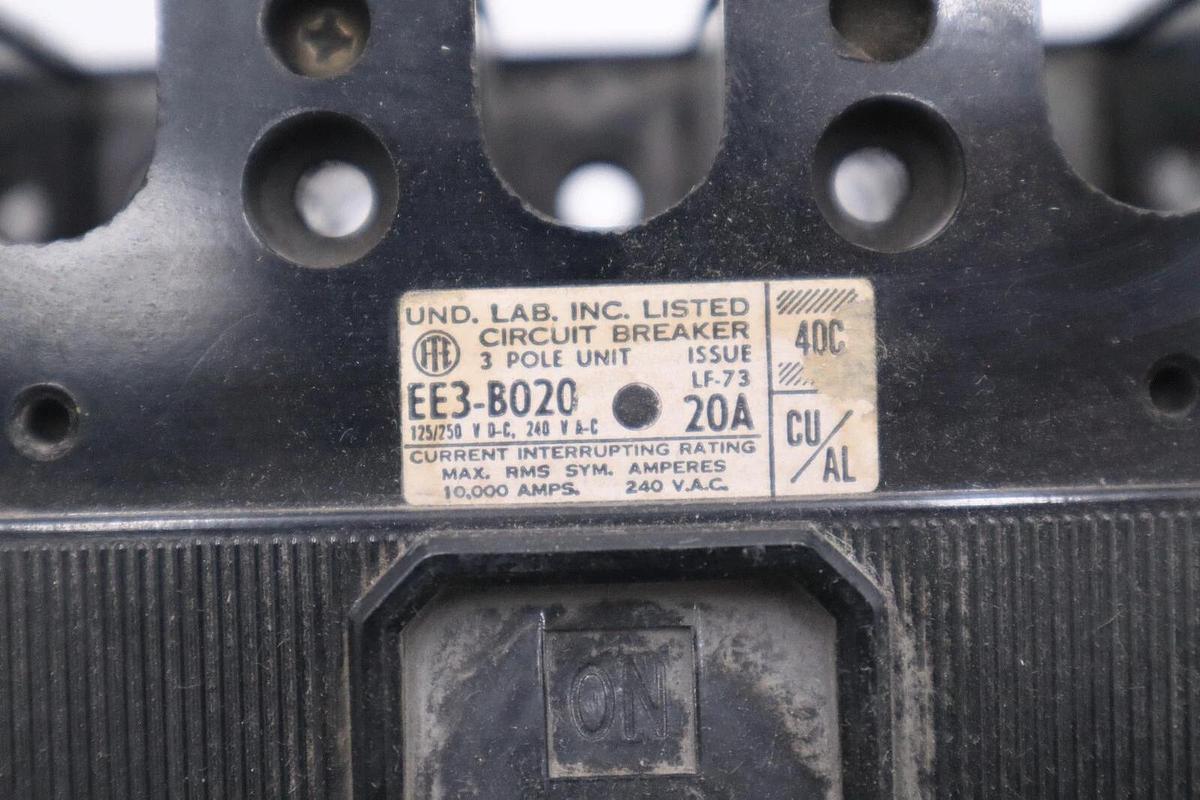 UND. LAB. INC. LISTED
ITE CIRCUIT BREAKER
3 POLE UNIT ISSUE
LF-73
EE3-B020 20A
125/250 V D-C, 240 V A-C
CURRENT INTERRUPTING RATING
MAX. RMS SYM. AMPERES
10,000 AMPS. 240 V.A.C.
40C
CU/AL
ON